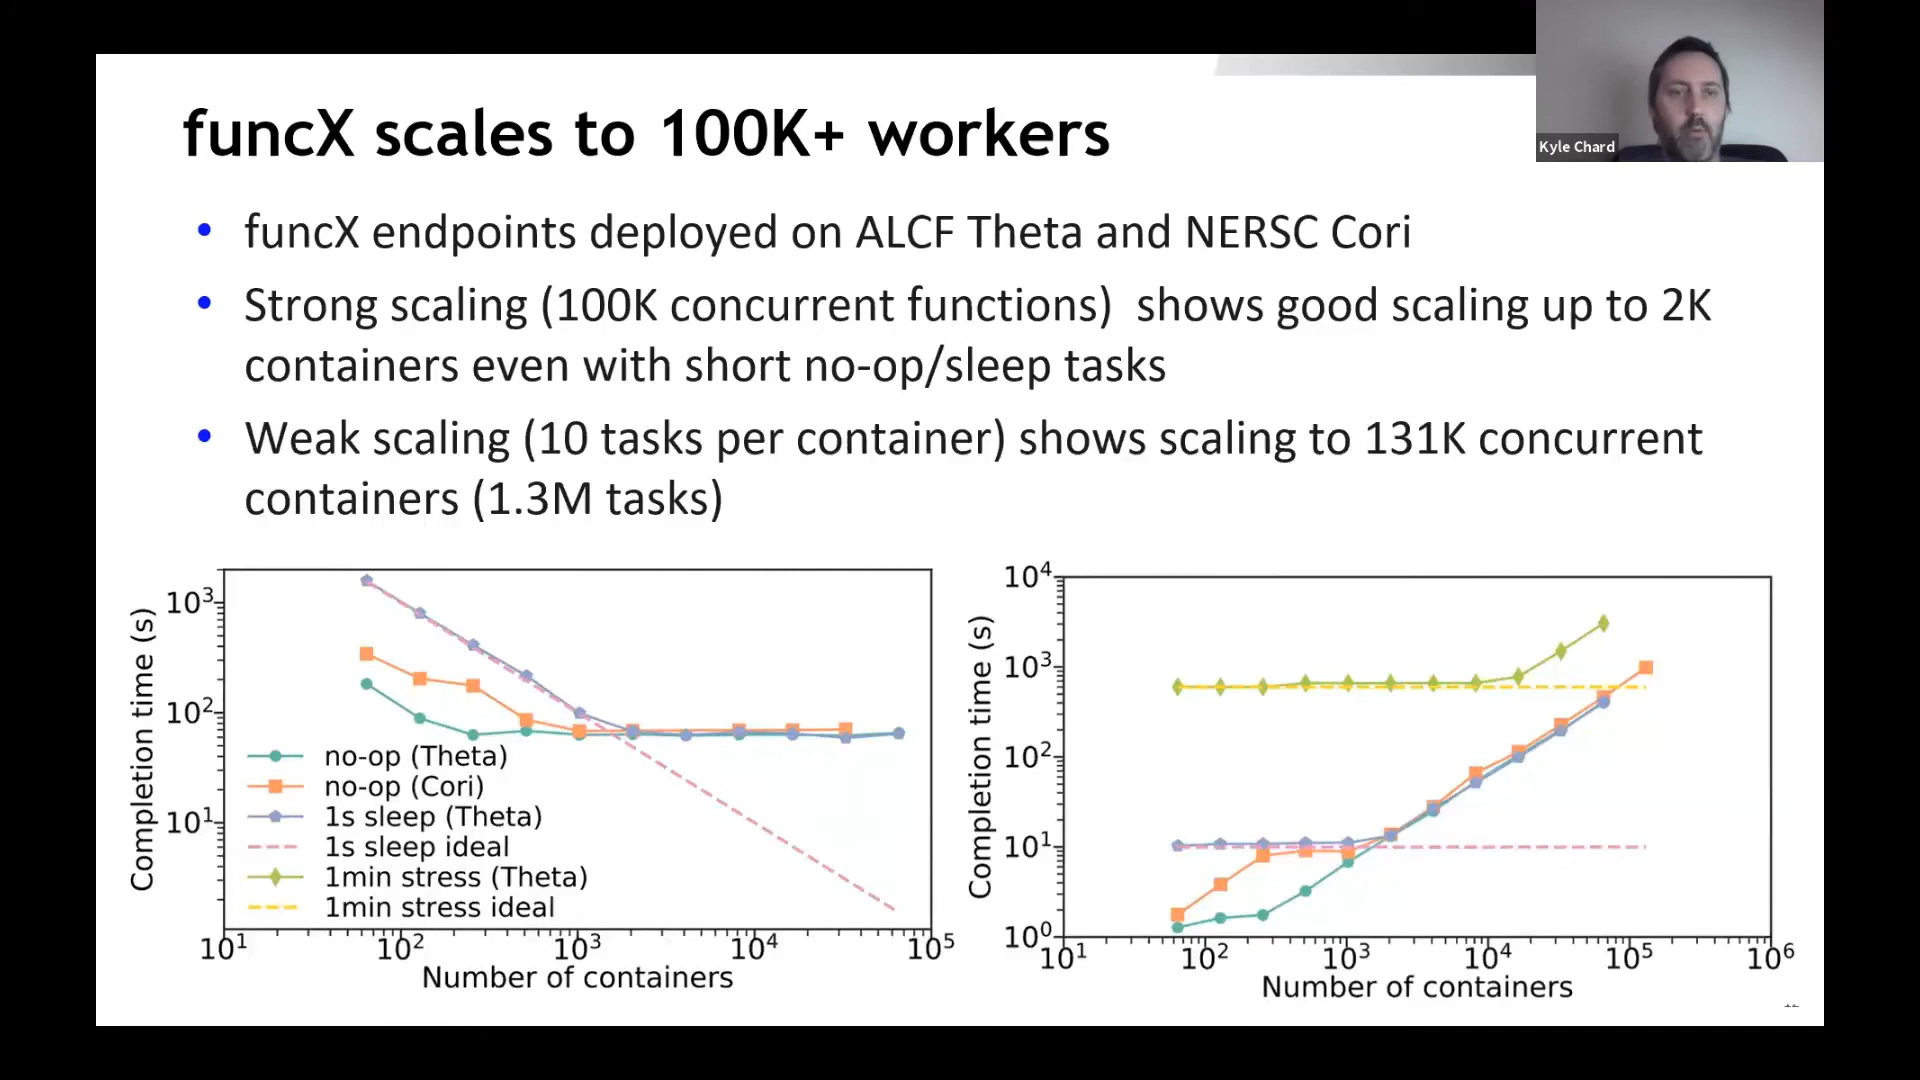 funcX scales to 100K+ workers
Kyle Chard
• funcX endpoints deployed on ALCF Theta and NERSC Cori
• Strong scaling (100K concurrent functions) shows good scaling up to 2K
containers even with short no-op/sleep tasks
• Weak scaling (10 tasks per container) shows scaling to 131K concurrent
containers (1.3M tasks)
Completion time (s)
10³
10²
10¹
no-op (Theta)
no-op (Cori)
1s sleep (Theta)
1s sleep ideal
1min stress (Theta)
1min stress ideal
10¹ 10² 10³ 10⁴ 10⁵
Number of containers
Completion time (s)
10⁴
10³
10²
10¹
10⁰
10¹ 10² 10³ 10⁴ 10⁵ 10⁶
Number of containers